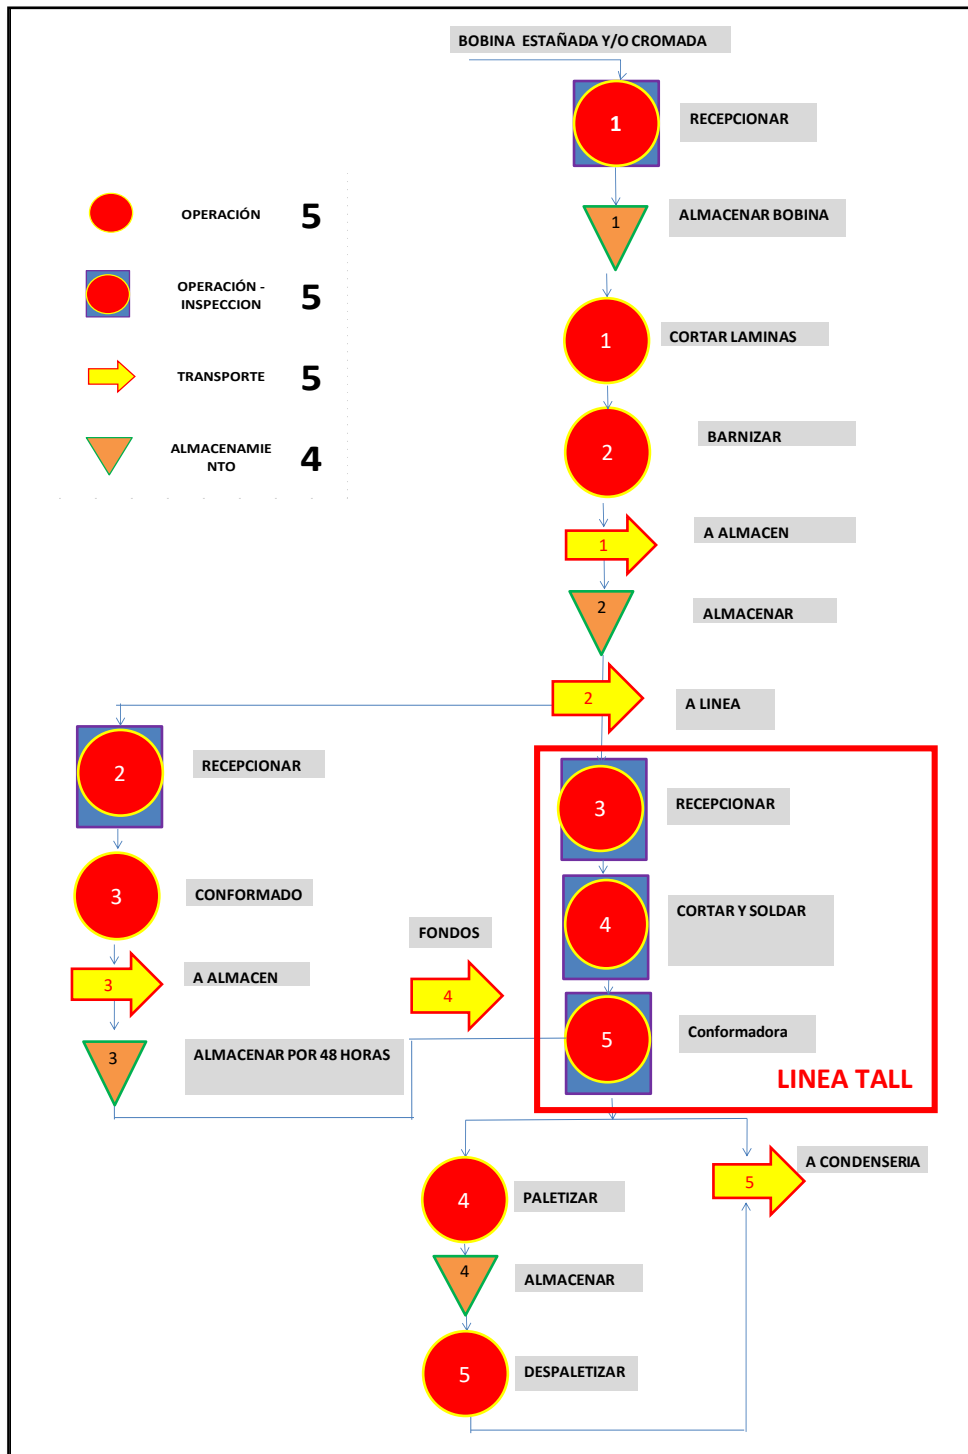 BOBINA ESTAÑADA Y/O CROMADA
1
RECEPCIONAR
1
ALMACENAR BOBINA
OPERACIÓN 5
OPERACIÓN -
INSPECCION
5
TRANSPORTE 5
ALMACENAMIE
NTO
4
1
CORTAR LAMINAS
2
BARNIZAR
1
A ALMACEN
2
ALMACENAR
2
A LINEA
2
RECEPCIONAR
3
CONFORMADO
3
A ALMACEN
3
ALMACENAR POR 48 HORAS
FONDOS
4
3
RECEPCIONAR
4
CORTAR Y SOLDAR
5
Conformadora
LINEA TALL
4
PALETIZAR
5
A CONDENSERIA
4
ALMACENAR
5
DESPALETIZAR